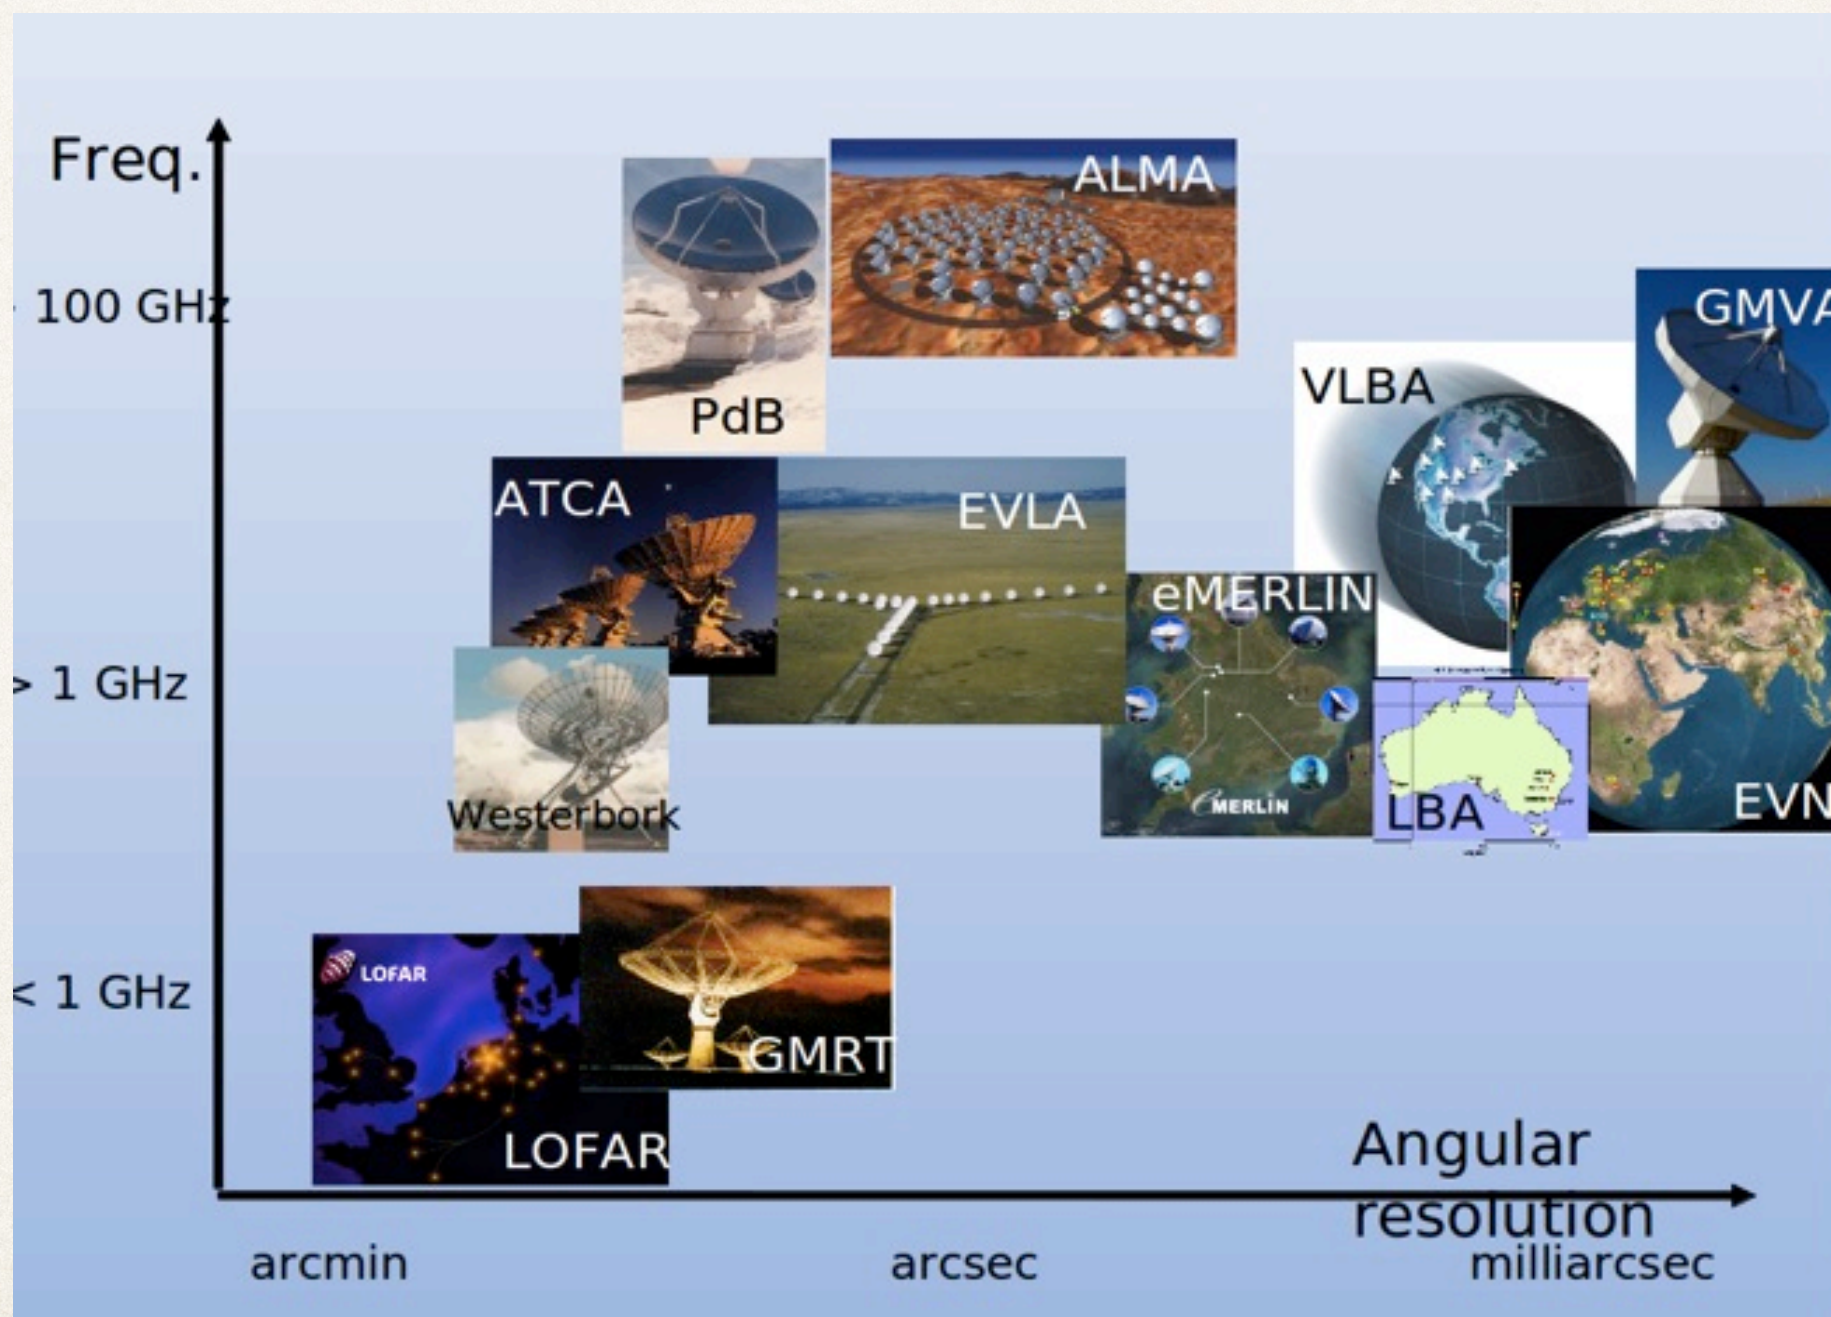 Freq.
ALMA
100 GHz
GMVA
VLBA
PdB
ATCA
EVLA
eMERLIN
> 1 GHz
eMERLIN
LBA
EVN
Westerbork
LOFAR
< 1 GHz
GMRT
LOFAR
Angular
resolution
arcmin
arcsec
milliarcsec